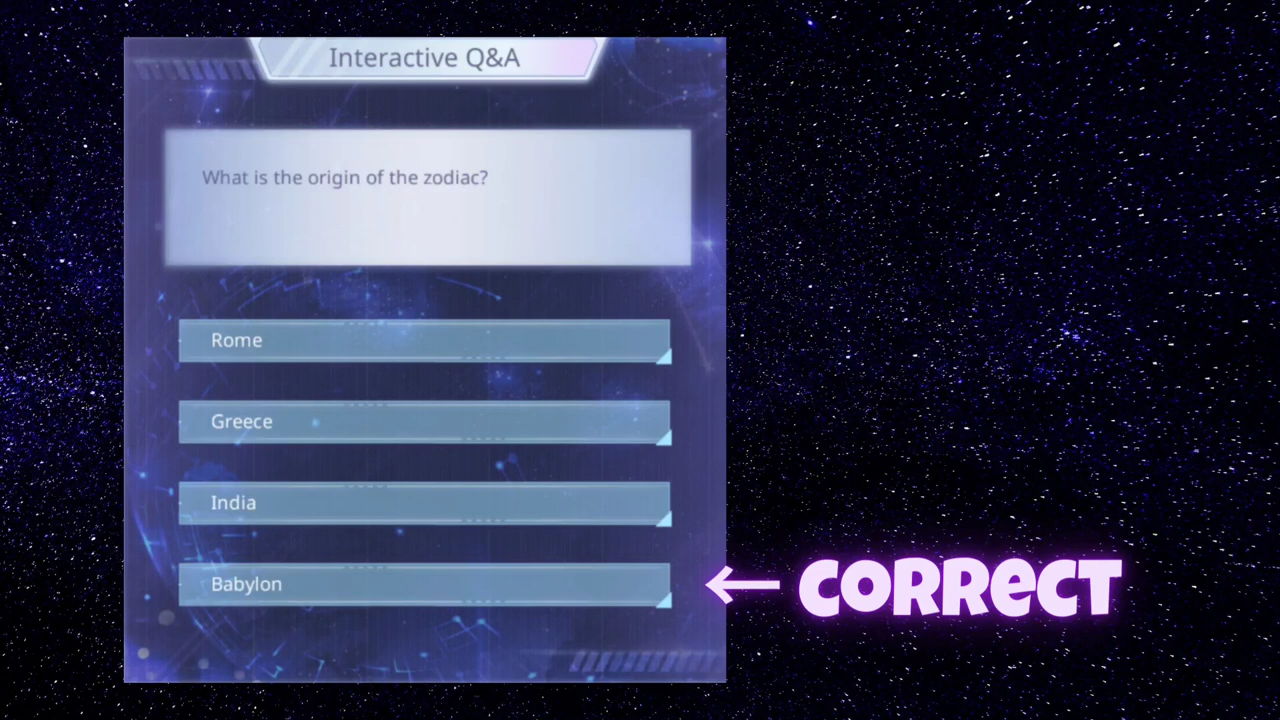 Interactive Q&A
What is the origin of the zodiac?
Rome
Greece
India
Babylon
← CORRECT